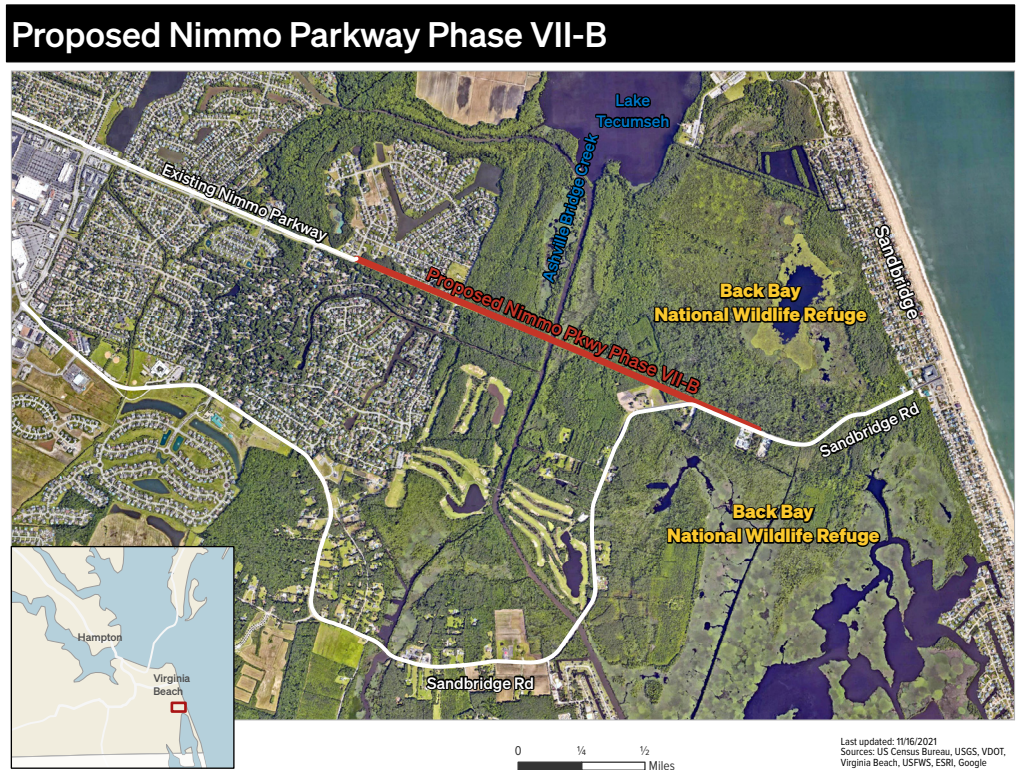 Proposed Nimmo Parkway Phase VII-B
Lake
Tecumseh
Ashville Bridge Creek
Existing Nimmo Parkway
Proposed Nimmo Pkwy Phase VII-B
Sandbridge
Back Bay
National Wildlife Refuge
Sandbridge Rd
Back Bay
National Wildlife Refuge
Sandbridge Rd
Hampton
Virginia
Beach
0 ¼ ½
Miles
Last updated: 11/16/2021
Sources: US Census Bureau, USGS, VDOT,
Virginia Beach, USFWS, ESRI, Google